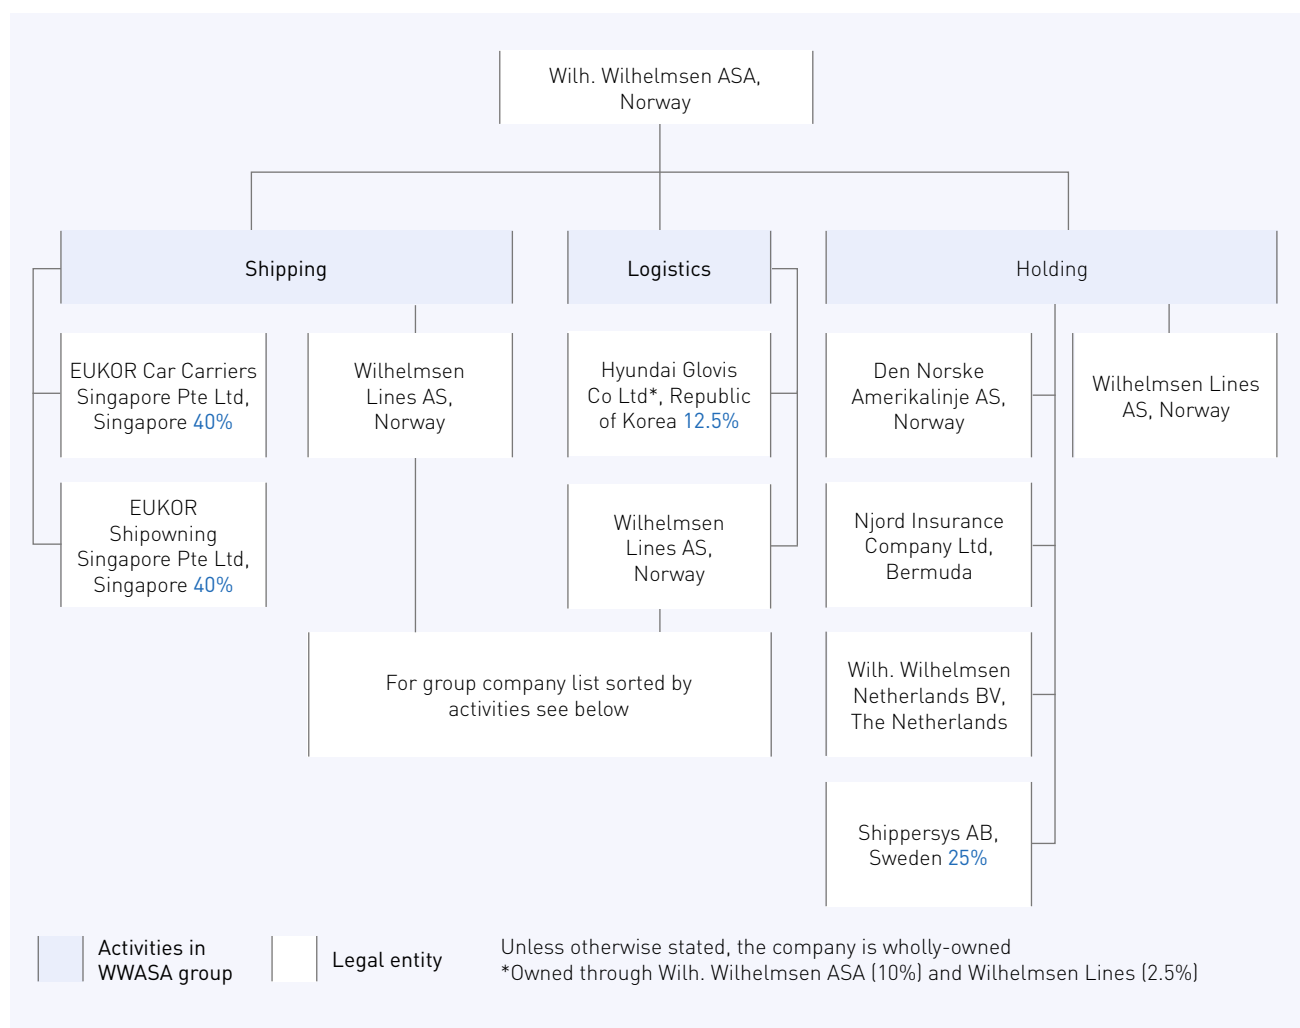 Wilh. Wilhelmsen ASA,
Norway
Shipping
Logistics
Holding
EUKOR Car Carriers
Singapore Pte Ltd,
Singapore 40%
Wilhelmsen
Lines AS,
Norway
Hyundai Glovis
Co Ltd*, Republic
of Korea 12.5%
Den Norske
Amerikalinje AS,
Norway
Wilhelmsen Lines
AS, Norway
EUKOR
Shipowning
Singapore Pte Ltd,
Singapore 40%
Wilhelmsen
Lines AS,
Norway
Njord Insurance
Company Ltd,
Bermuda
For group company list sorted by
activities see below
Wilh. Wilhelmsen
Netherlands BV,
The Netherlands
Shippersys AB,
Sweden 25%
Activities in
WWASA group
Legal entity
Unless otherwise stated, the company is wholly-owned
*Owned through Wilh. Wilhelmsen ASA (10%) and Wilhelmsen Lines (2.5%)